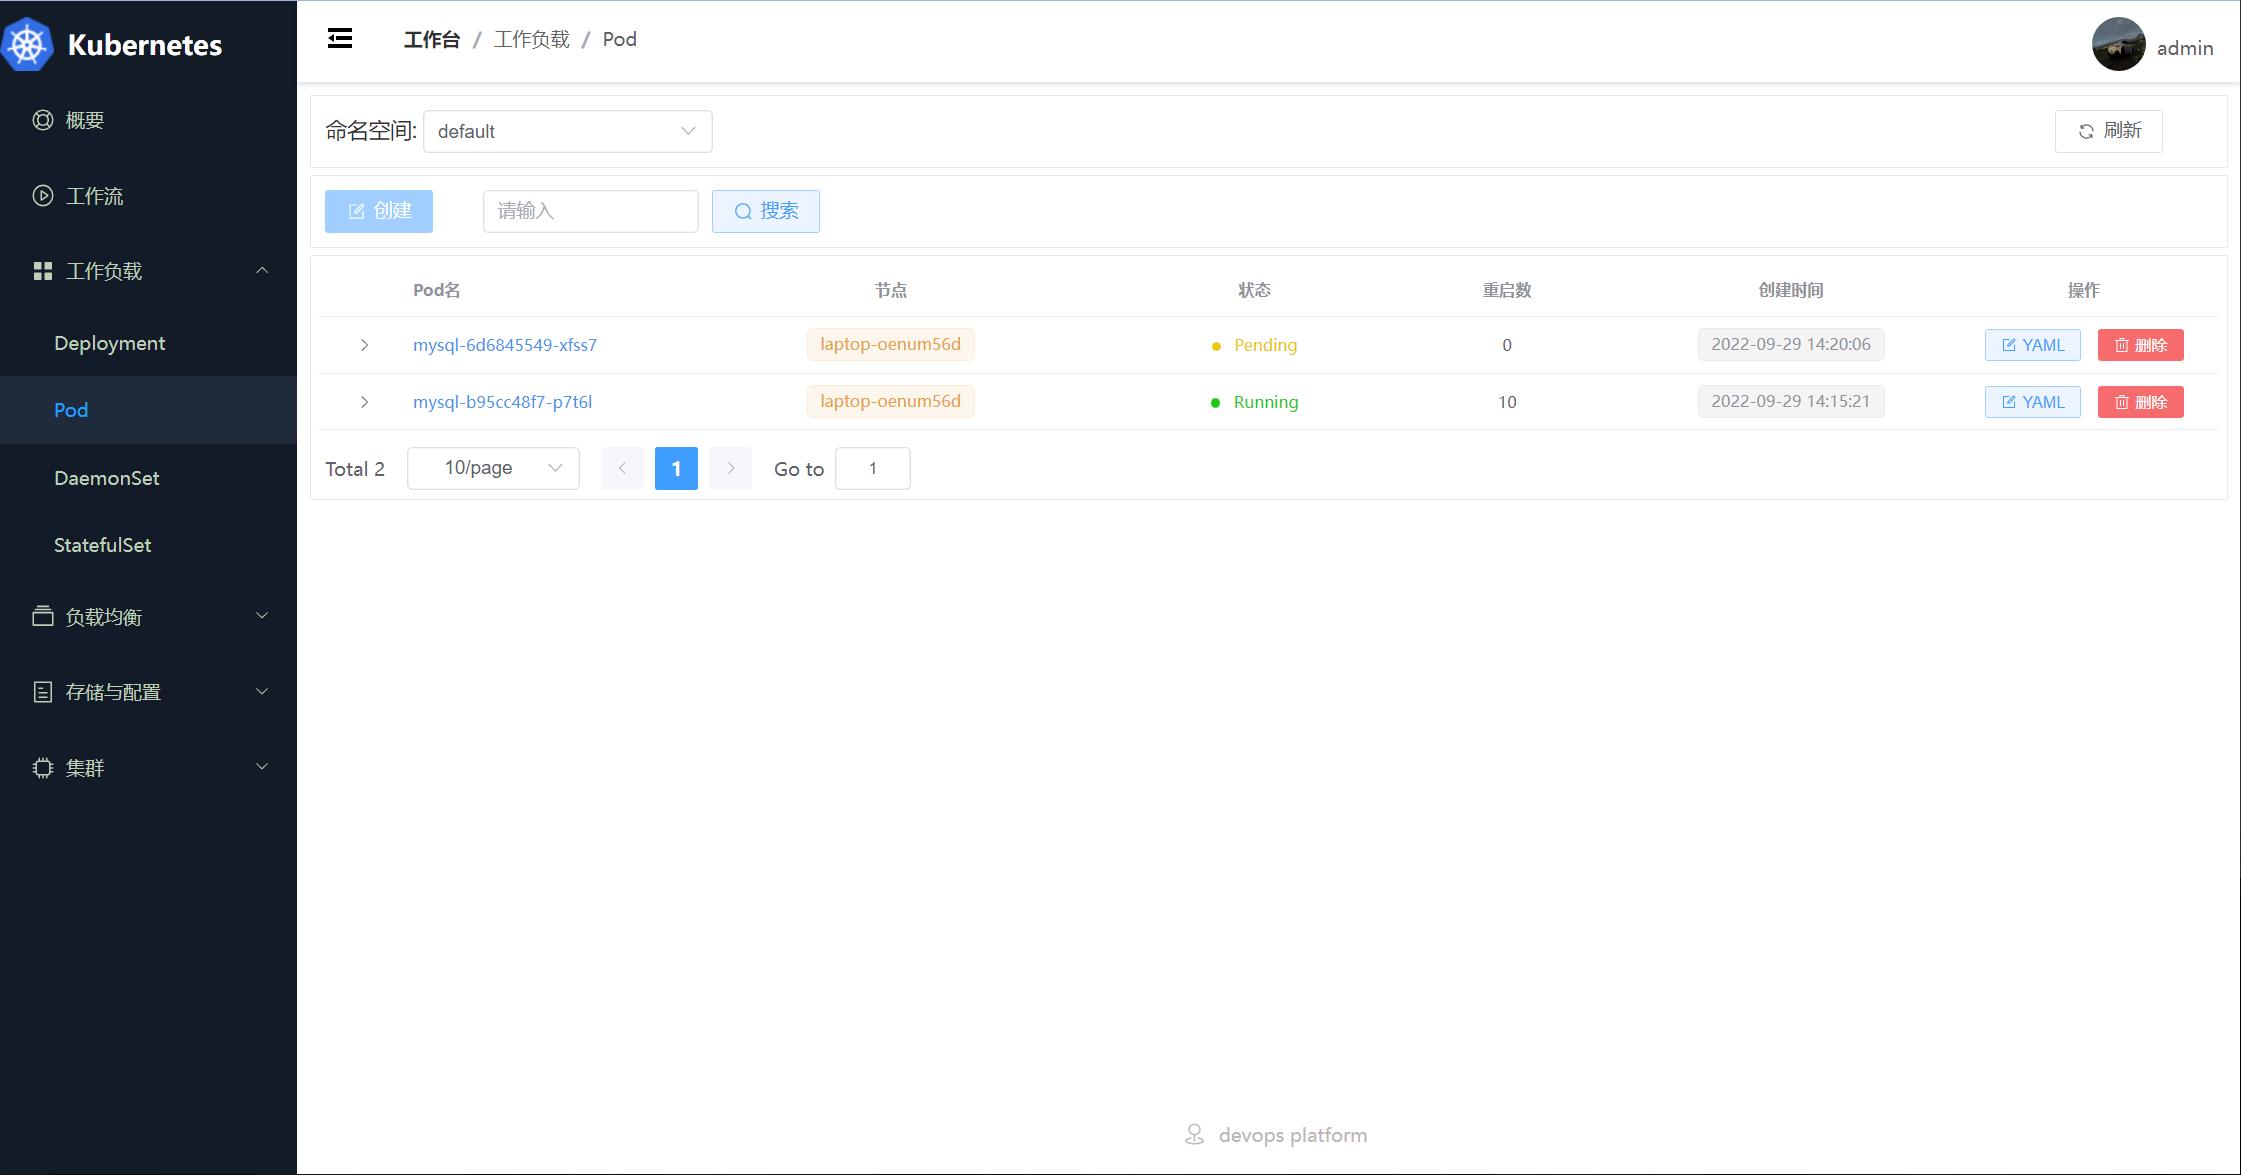 Kubernetes
工作台 / 工作负载 / Pod
admin
概要
工作流
工作负载
Deployment
Pod
DaemonSet
StatefulSet
负载均衡
存储与配置
集群
命名空间: default
刷新
创建 请输入 搜索
Pod名 节点 状态 重启数 创建时间 操作
mysql-6d6845549-xfss7 laptop-oenum56d Pending 0 2022-09-29 14:20:06 YAML 删除
mysql-b95cc48f7-p7t6l laptop-oenum56d Running 10 2022-09-29 14:15:21 YAML 删除
Total 2 10/page 1 Go to 1
devops platform